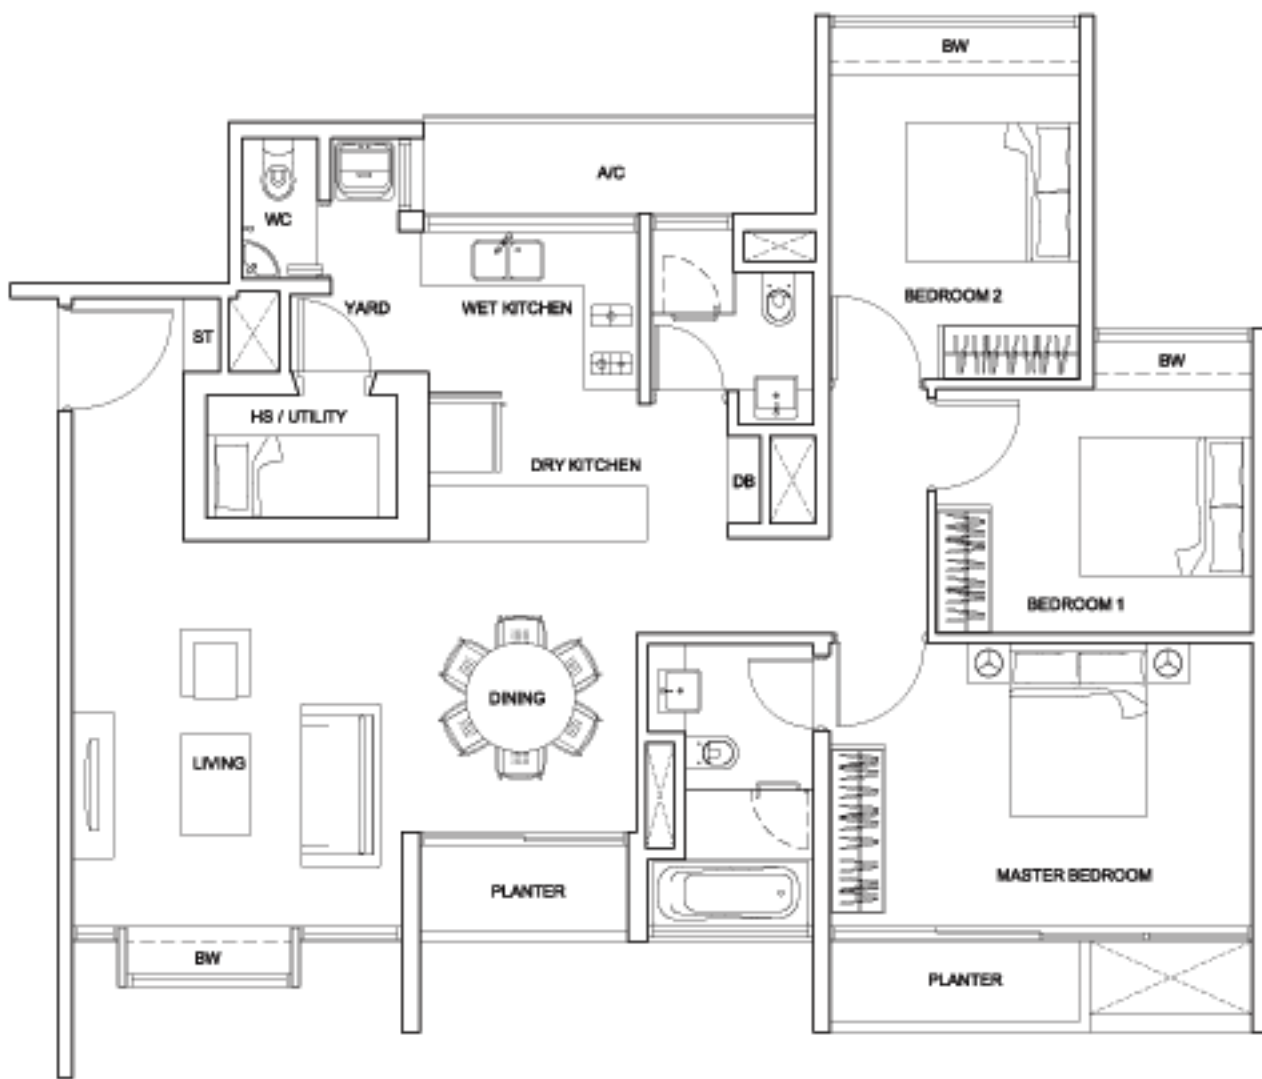 BW
A/C
WC
BEDROOM 2
YARD
WET KITCHEN
ST
BW
HS / UTILITY
DRY KITCHEN
DB
BEDROOM 1
DINING
LIVING
MASTER BEDROOM
PLANTER
BW
PLANTER